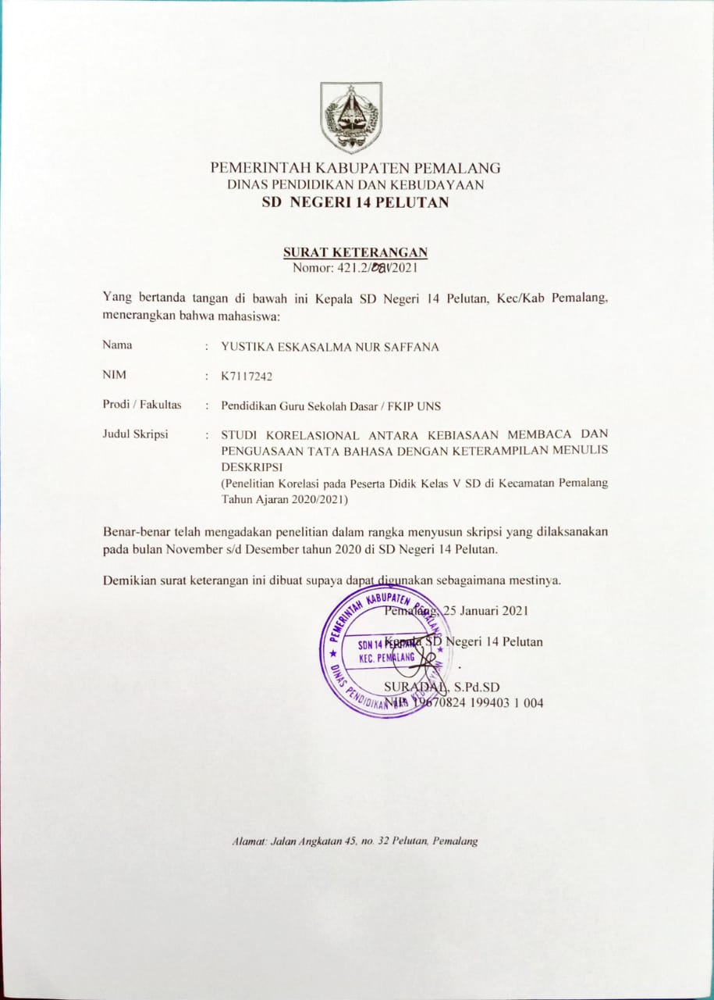 PEMERINTAH KABUPATEN PEMALANG
DINAS PENDIDIKAN DAN KEBUDAYAAN
SD NEGERI 14 PELUTAN
SURAT KETERANGAN
Nomor: 421.2/ /2021
Yang bertanda tangan di bawah ini Kepala SD Negeri 14 Pelutan, Kec/Kab Pemalang,
menerangkan bahwa mahasiswa:
Nama : YUSTIKA ESKASALMA NUR SAFFANA
NIM : K7117242
Prodi / Fakultas : Pendidikan Guru Sekolah Dasar / FKIP UNS
Judul Skripsi : STUDI KORELASIONAL ANTARA KEBIASAAN MEMBACA DAN
PENGUASAAN TATA BAHASA DENGAN KETERAMPILAN MENULIS
DESKRIPSI
(Penelitian Korelasi pada Peserta Didik Kelas V SD di Kecamatan Pemalang
Tahun Ajaran 2020/2021)
Benar-benar telah mengadakan penelitian dalam rangka menyusun skripsi yang dilaksanakan
pada bulan November s/d Desember tahun 2020 di SD Negeri 14 Pelutan.
Demikian surat keterangan ini dibuat supaya dapat digunakan sebagaimana mestinya.
Pemalang, 25 Januari 2021
Kepala SD Negeri 14 Pelutan
PEMERINTAH KABUPATEN PEMALANG
SDN 14 PELUTAN
KEC. PEMALANG
DINAS PENDIDIKAN DAN KEBUDAYAAN
SURADAL, S.Pd.SD
NIP. 19670824 199403 1 004
Alamat: Jalan Angkatan 45, no. 32 Pelutan, Pemalang